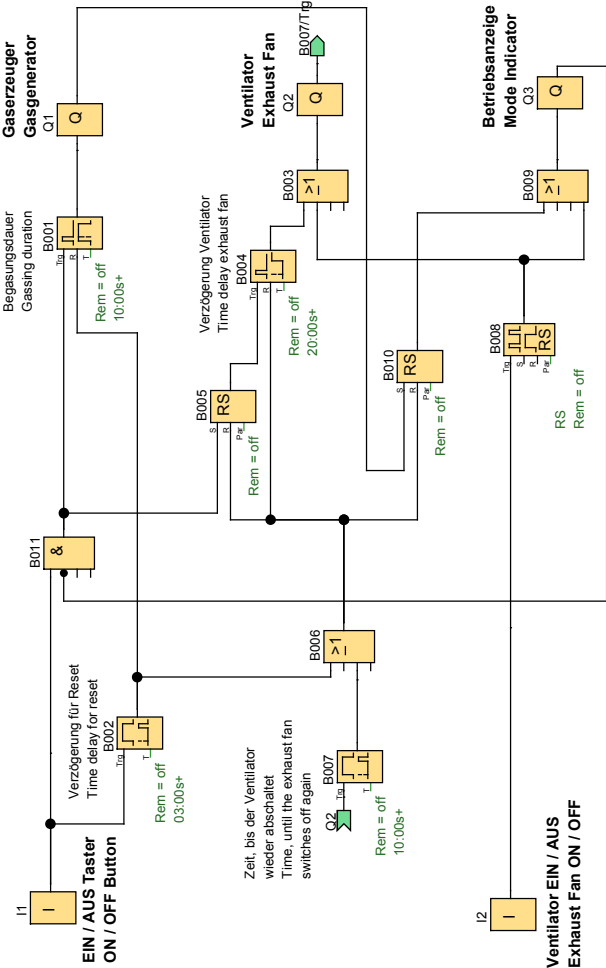 I1
I
EIN / AUS Taster
ON / OFF Button
Verzögerung für Reset
Time delay for reset
B002
Trg
T
Rem = off
03:00s+
B011
&
Begasungsdauer
Gassing duration
B001
Trg
R
T
Rem = off
10:00s+
Gaserzeuger
Gasgenerator
Q1
Q
B005
S
R
Par
RS
Rem = off
Verzögerung Ventilator
Time delay exhaust fan
B004
Trg
R
T
Rem = off
20:00s+
Ventilator
Exhaust Fan
B003
>1
Q2
Q
B007/Trg
Zeit, bis der Ventilator
wieder abschaltet
Time, until the exhaust fan
switches off again
Q2
B007
Trg
T
Rem = off
10:00s+
B006
>1
B010
S
R
Par
RS
Rem = off
Betriebsanzeige
Mode Indicator
B009
>1
Q3
Q
B008
Trg
S
R
Par
RS
RS
Rem = off
I2
I
Ventilator EIN / AUS
Exhaust Fan ON / OFF